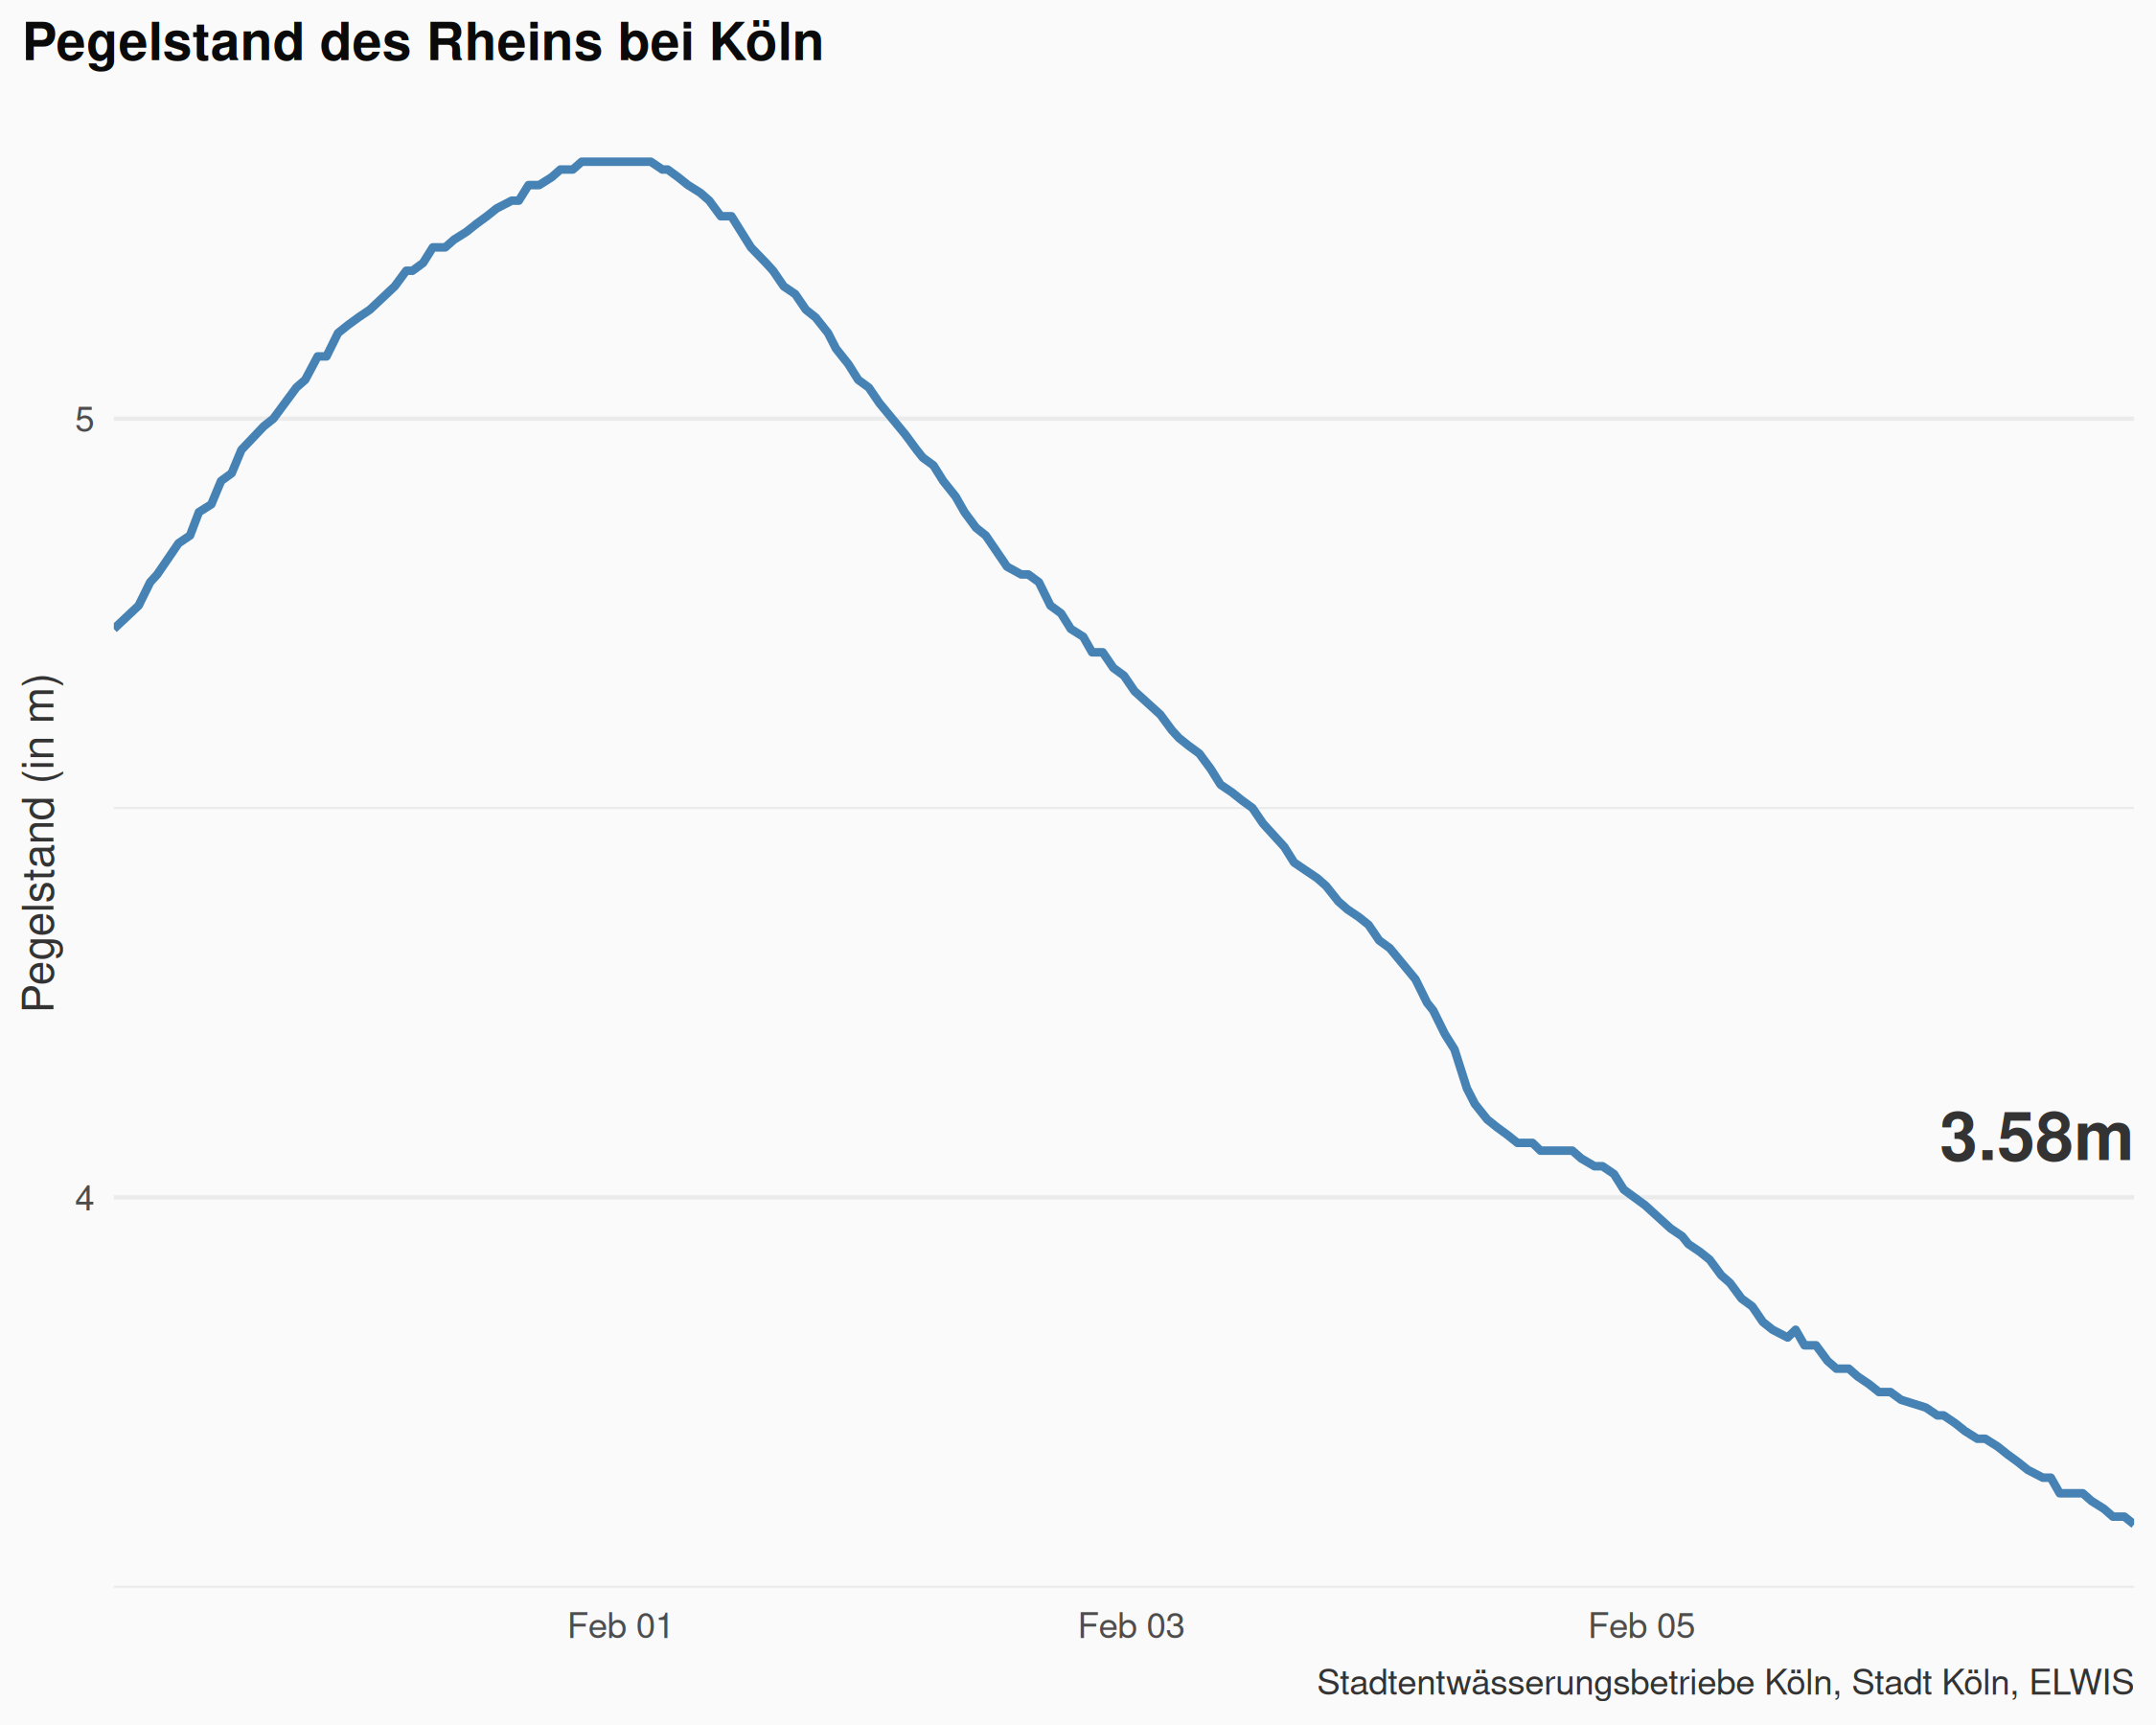 Pegelstand des Rheins bei Köln
Pegelstand (in m)
5
4
3.58m
Feb 01
Feb 03
Feb 05
Stadtentwässerungsbetriebe Köln, Stadt Köln, ELWIS